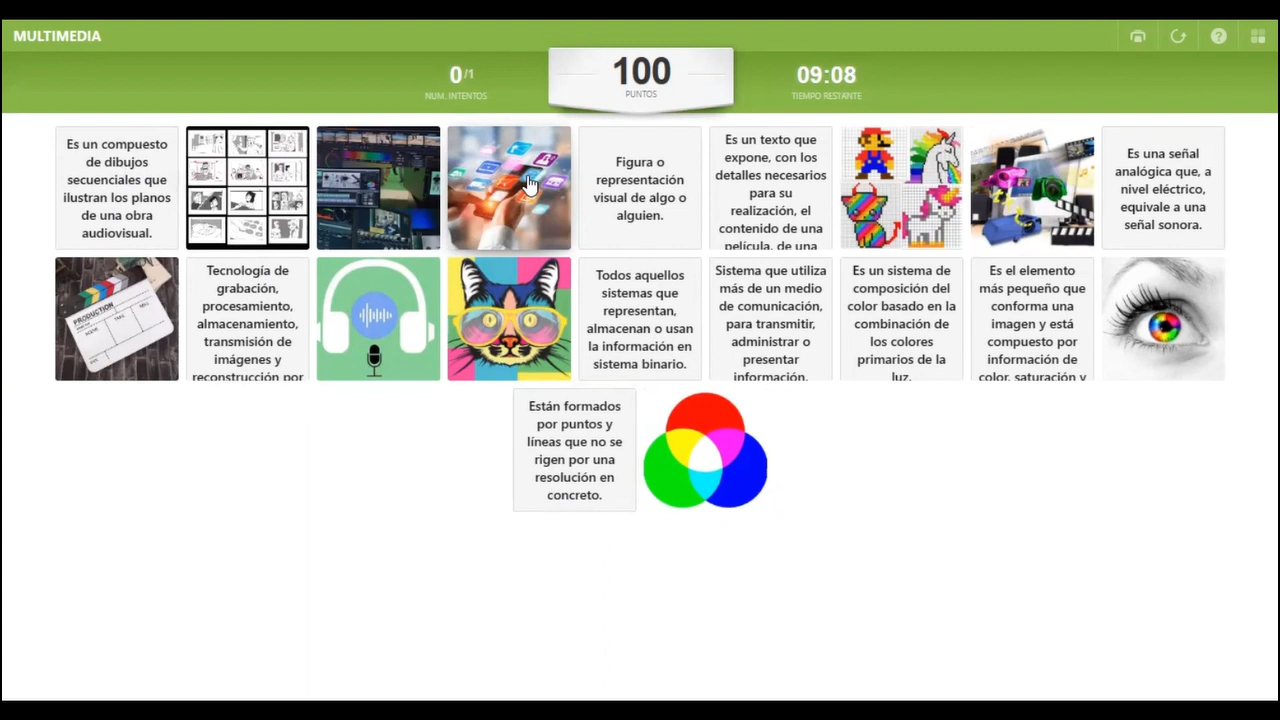 MULTIMEDIA
0/1
NUM. INTENTOS
100
PUNTOS
09:08
TIEMPO RESTANTE
Es un compuesto
de dibujos
secuenciales que
ilustran los planos
de una obra
audiovisual.
Figura o
representación
visual de algo o
alguien.
Es un texto que
expone, con los
detalles necesarios
para su
realización, el
contenido de una
película, de una
Es una señal
analógica que, a
nivel eléctrico,
equivale a una
señal sonora.
PRODUCTION
Tecnología de
grabación,
procesamiento,
almacenamiento,
transmisión de
imágenes y
reconstrucción por
Todos aquellos
sistemas que
representan,
almacenan o usan
la información en
sistema binario.
Sistema que utiliza
más de un medio
de comunicación,
para transmitir,
administrar o
presentar
información.
Es un sistema de
composición del
color basado en la
combinación de
los colores
primarios de la
luz.
Es el elemento
más pequeño que
conforma una
imagen y está
compuesto por
información de
color, saturación y
Están formados
por puntos y
líneas que no se
rigen por una
resolución en
concreto.